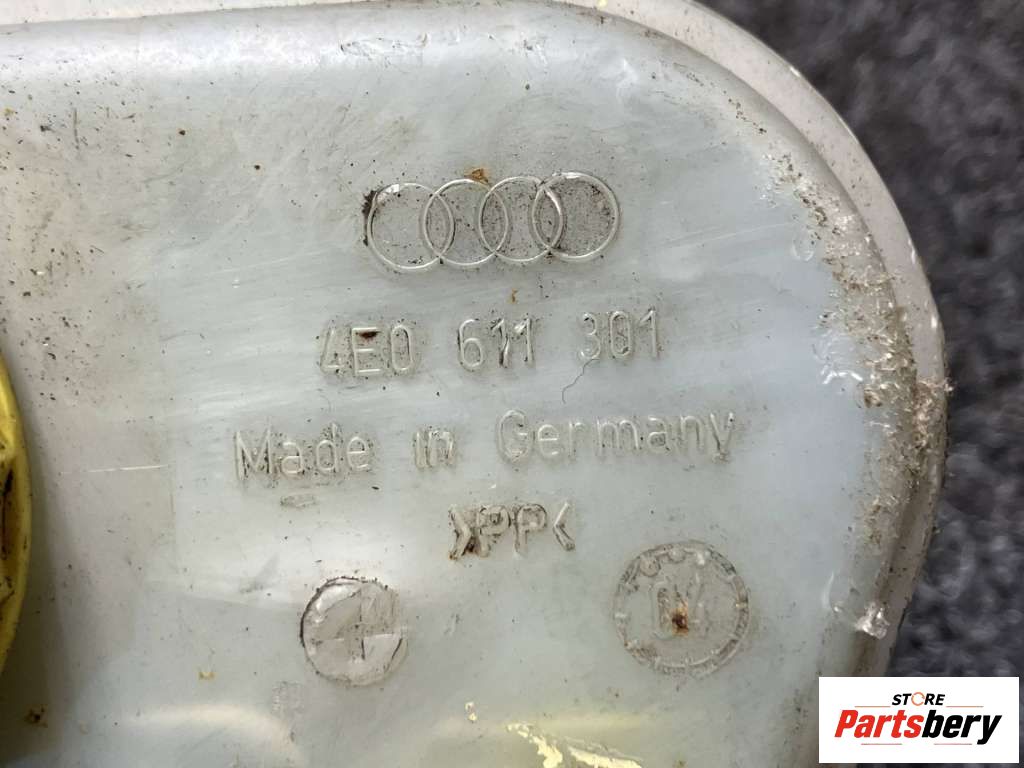 4E0 611 301
Made in Germany
>PP<
STORE
Partsbery